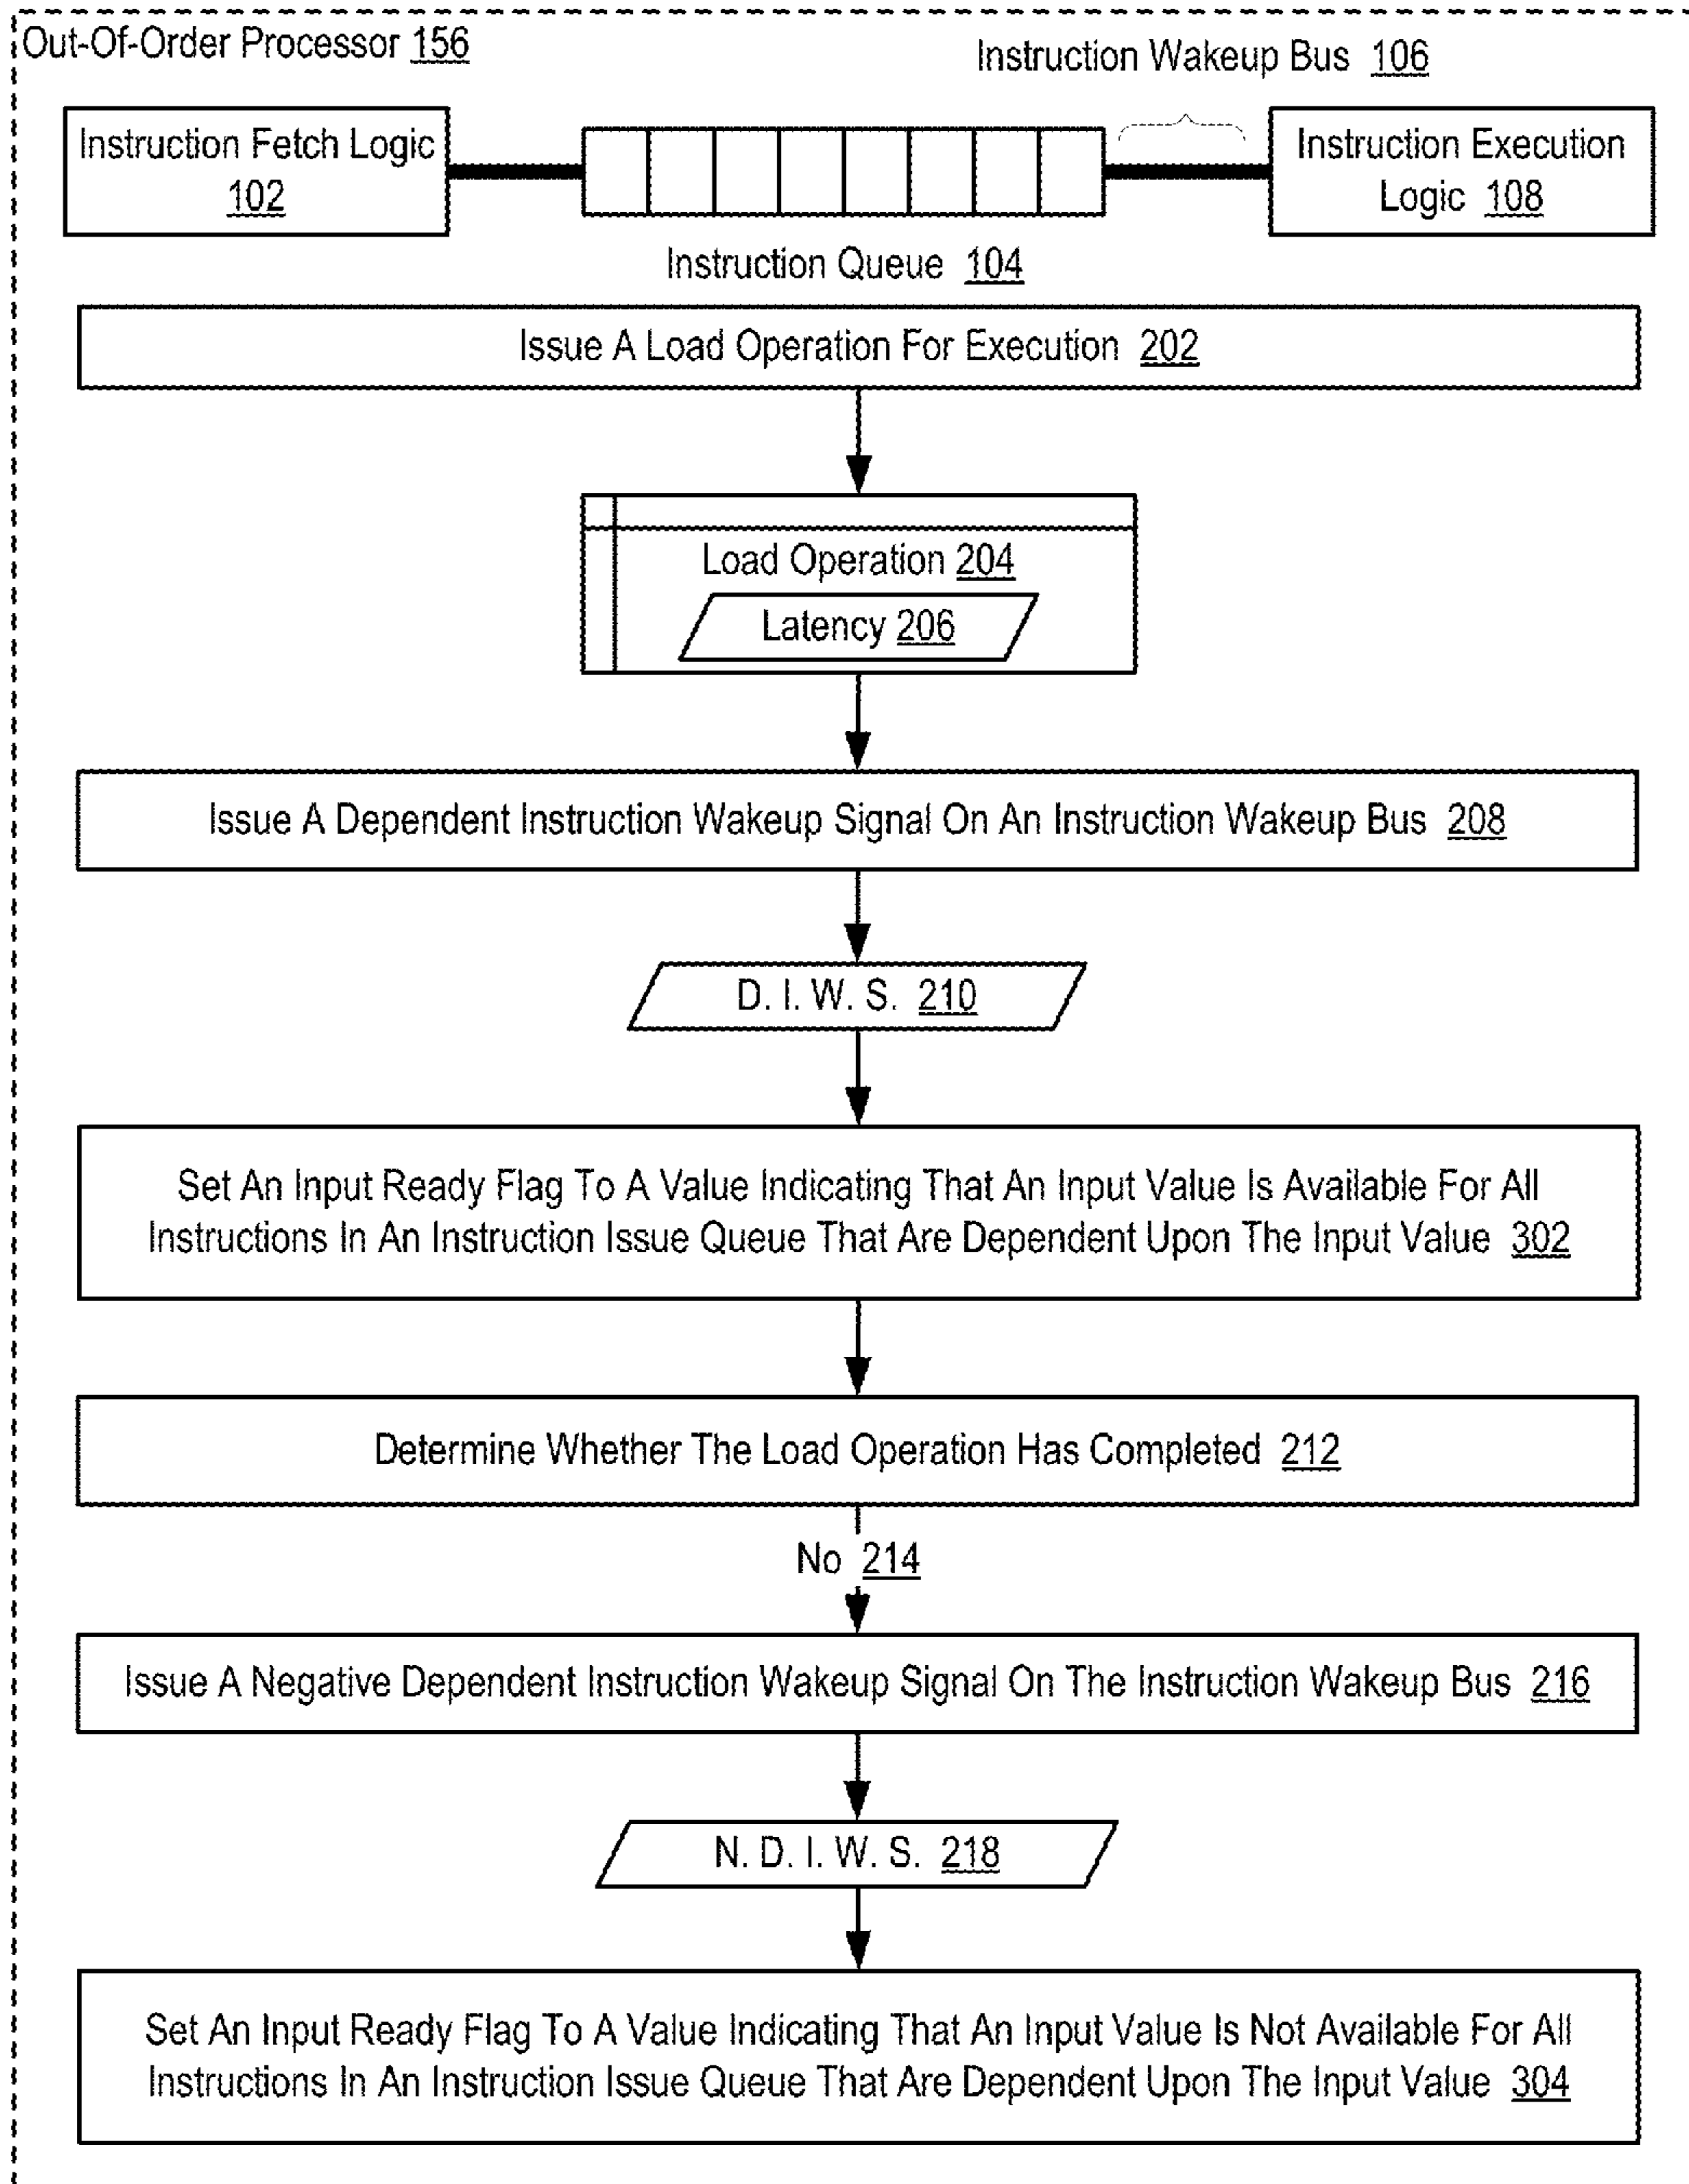 Out-Of-Order Processor 156
Instruction Wakeup Bus 106
Instruction Fetch Logic
102
Instruction Execution
Logic 108
Instruction Queue 104
Issue A Load Operation For Execution 202
Load Operation 204
Latency 206
Issue A Dependent Instruction Wakeup Signal On An Instruction Wakeup Bus 208
D. I. W. S. 210
Set An Input Ready Flag To A Value Indicating That An Input Value Is Available For All
Instructions In An Instruction Issue Queue That Are Dependent Upon The Input Value 302
Determine Whether The Load Operation Has Completed 212
No 214
Issue A Negative Dependent Instruction Wakeup Signal On The Instruction Wakeup Bus 216
N. D. I. W. S. 218
Set An Input Ready Flag To A Value Indicating That An Input Value Is Not Available For All
Instructions In An Instruction Issue Queue That Are Dependent Upon The Input Value 304